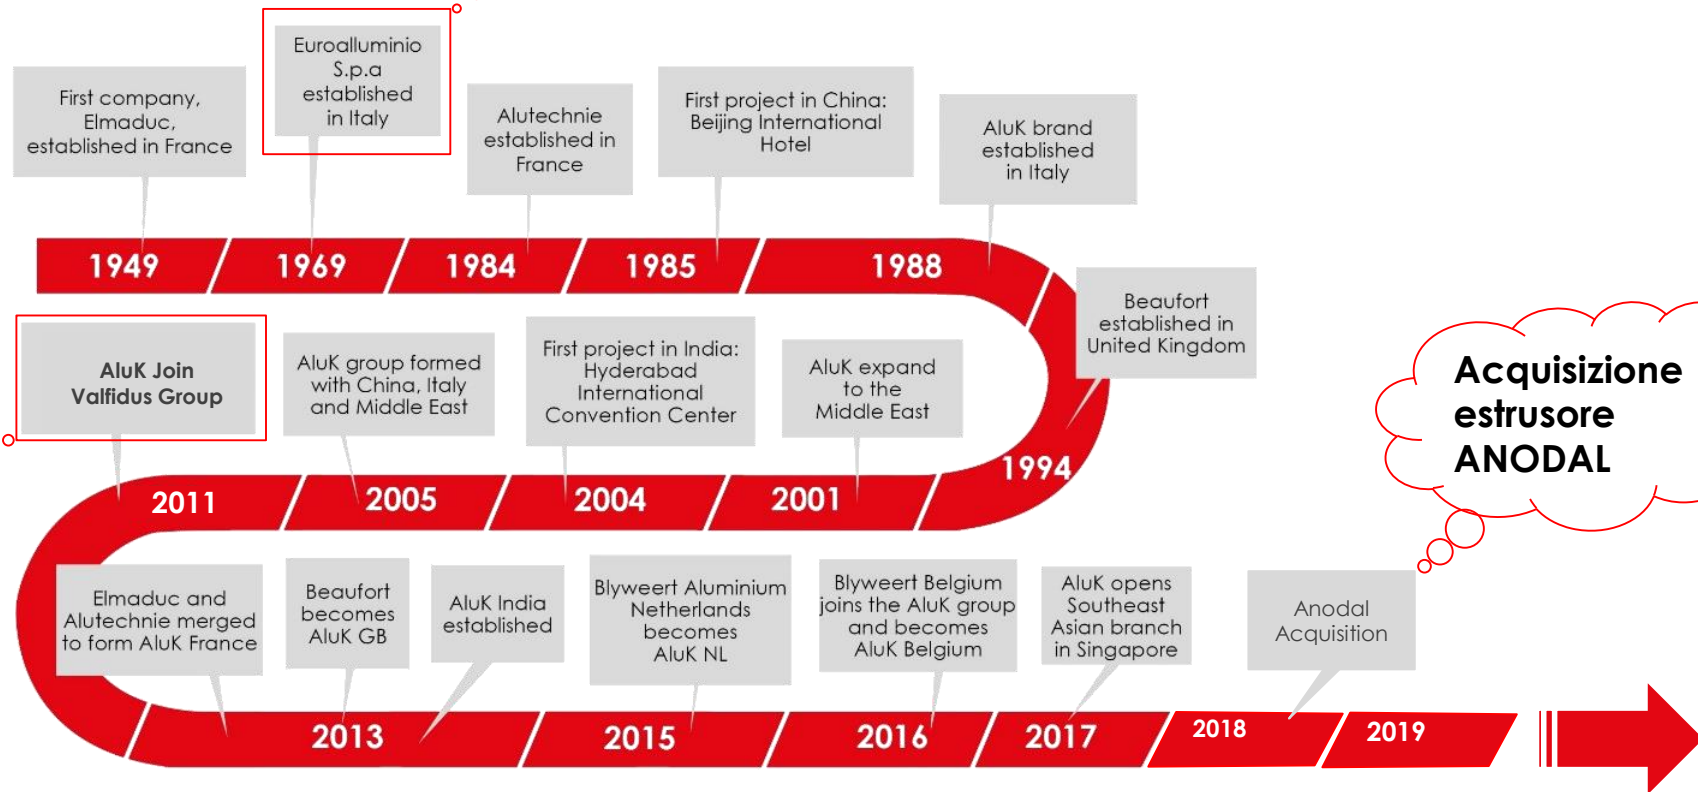 First company,
Elmaduc,
established in France
Euroalluminio
S.p.a
established
in Italy
Alutechnie
established in
France
First project in China:
Beijing International
Hotel
AluK brand
established
in Italy
1949
1969
1984
1985
1988
Beaufort
established in
United Kingdom
1994
AluK Join
Valfidus Group
AluK group formed
with China, Italy
and Middle East
First project in India:
Hyderabad
International
Convention Center
AluK expand
to the
Middle East
2011
2005
2004
2001
Acquisizione
estrusore
ANODAL
Elmaduc and
Alutechnie merged
to form AluK France
Beaufort
becomes
AluK GB
AluK India
established
Blyweert Aluminium
Netherlands
becomes
AluK NL
Blyweert Belgium
joins the AluK group
and becomes
AluK Belgium
AluK opens
Southeast
Asian branch
in Singapore
Anodal
Acquisition
2013
2015
2016
2017
2018
2019